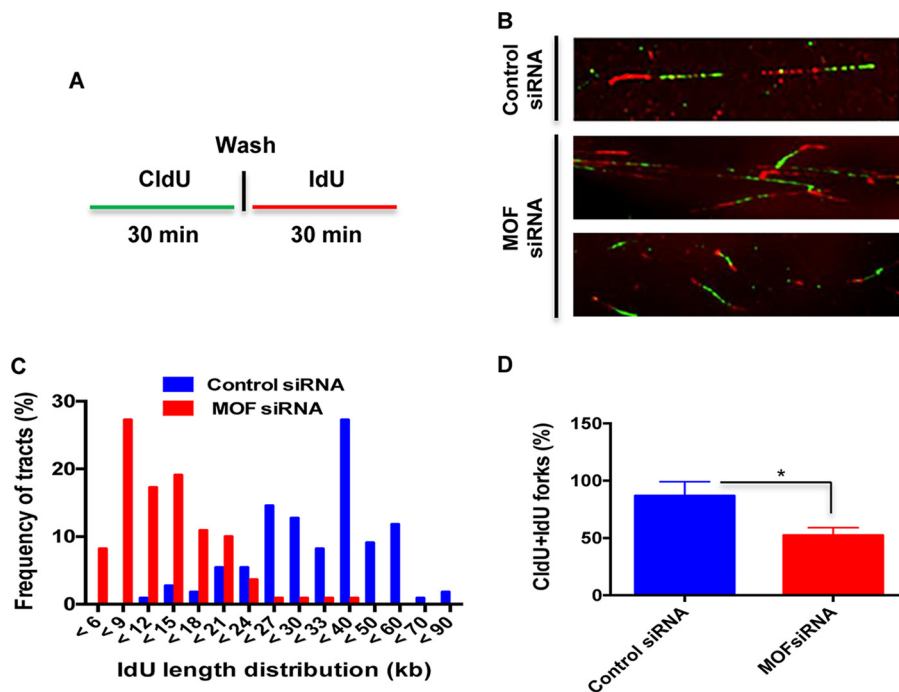 A
Wash
CldU
IdU
30 min
30 min
B
Control
siRNA
MOF
siRNA
C
Control siRNA
MOF siRNA
Frequency of tracts (%)
30
20
10
0
< 6
< 9
< 12
< 15
< 18
< 21
< 24
< 27
< 30
< 33
< 40
< 50
< 60
< 70
< 90
IdU length distribution (kb)
D
CldU+IdU forks (%)
150
100
50
0
*
Control siRNA
MOFsiRNA